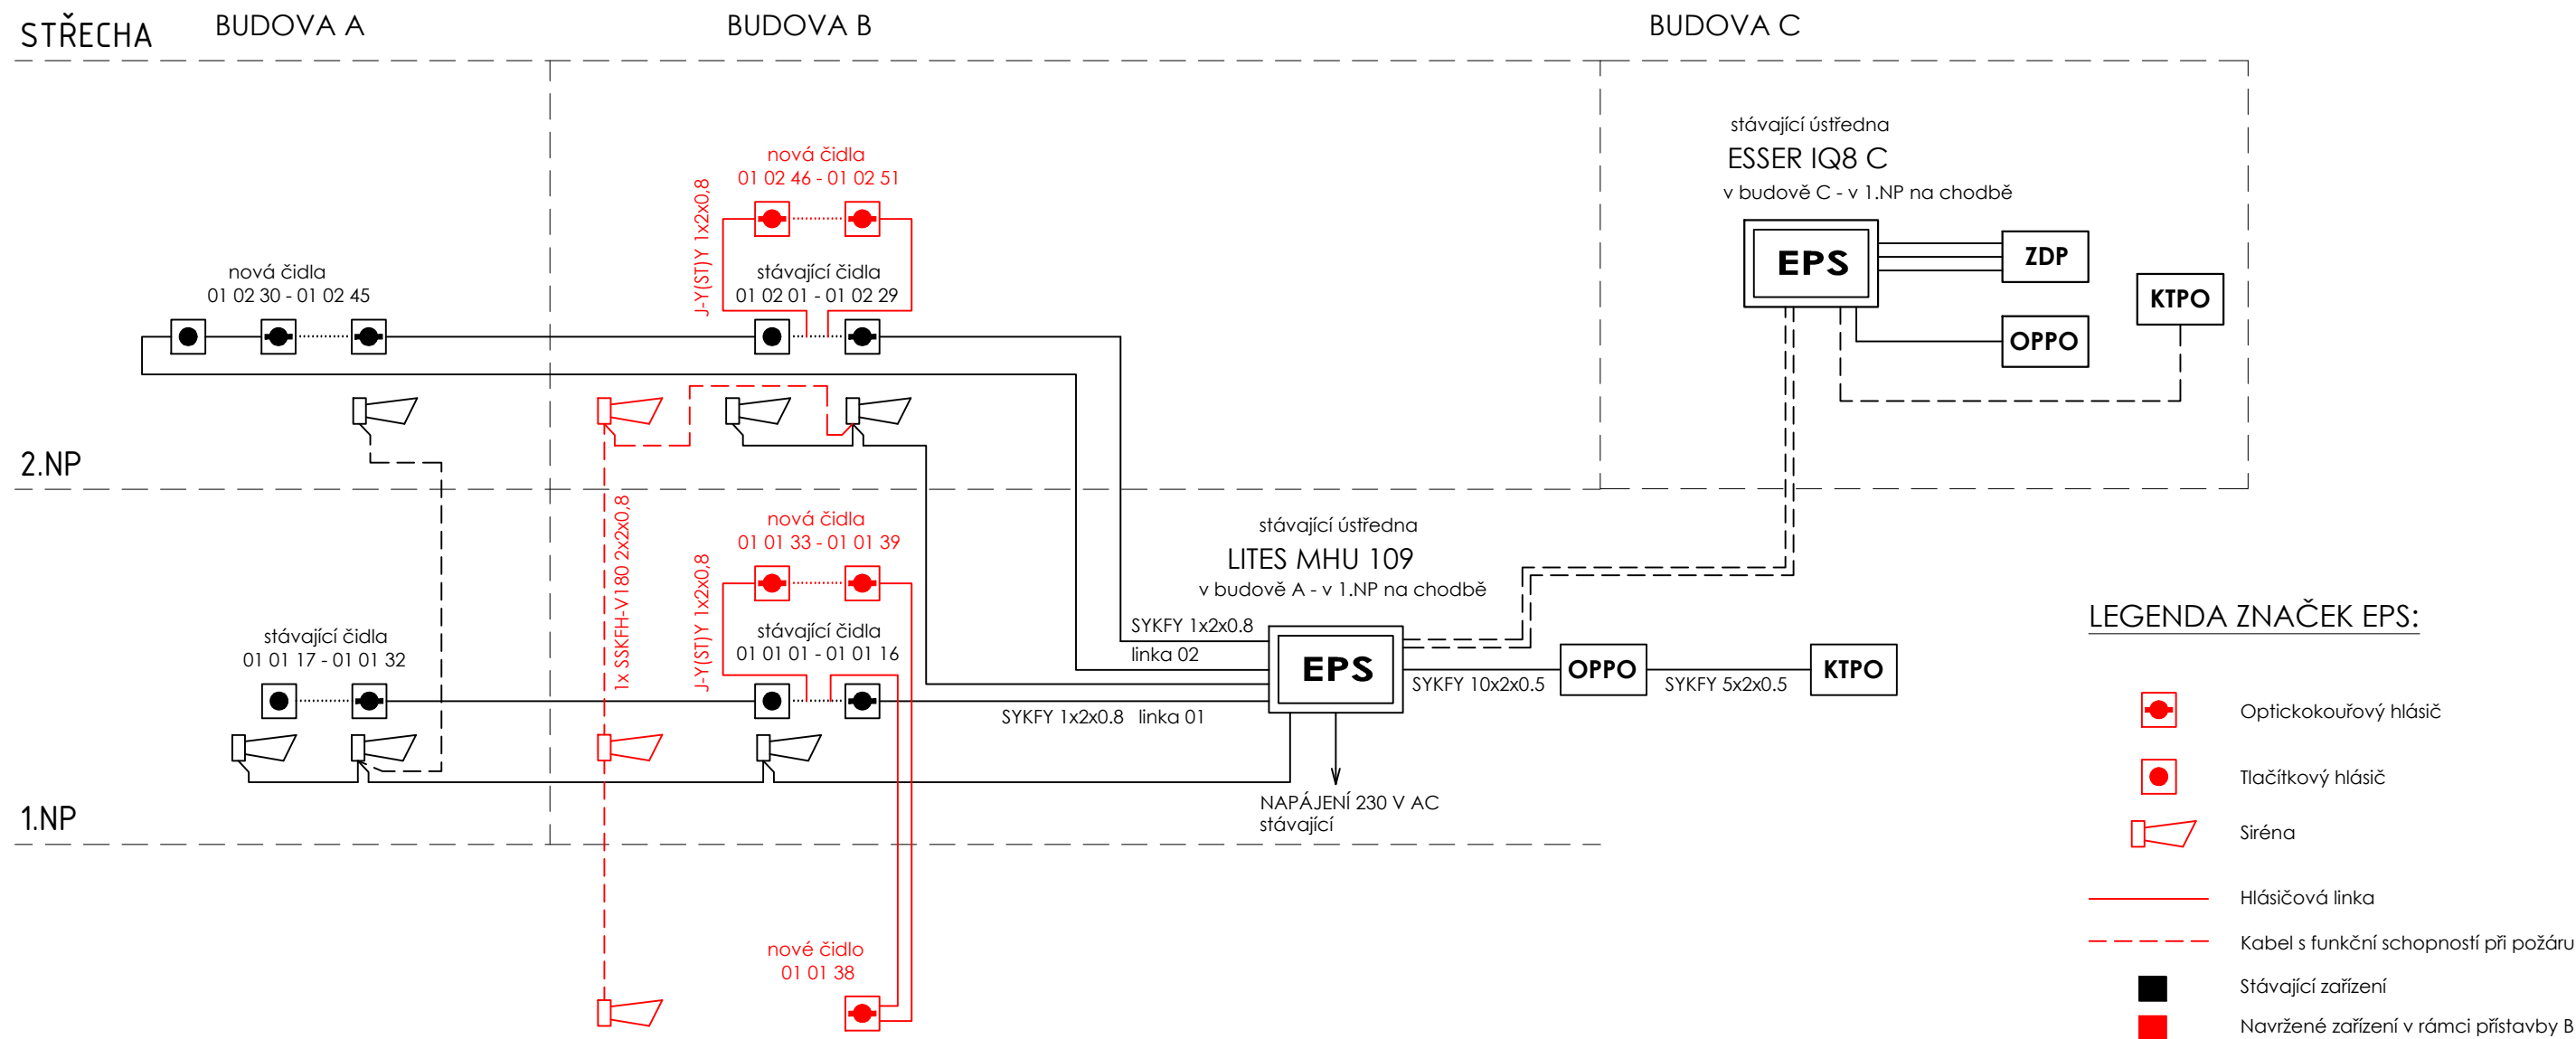 STŘECHA
BUDOVA A
BUDOVA B
BUDOVA C
stávající ústředna
ESSER IQ8 C
v budově C - v 1.NP na chodbě
EPS
ZDP
OPPO
KTPO
nová čidla
01 02 46 - 01 02 51
J-Y(ST)Y 1x2x0,8
nová čidla
01 02 30 - 01 02 45
stávající čidla
01 02 01 - 01 02 29
2.NP
1x SSKFH-V180 2x2x0,8
nová čidla
01 01 33 - 01 01 39
J-Y(ST)Y 1x2x0,8
stávající ústředna
LITES MHU 109
v budově A - v 1.NP na chodbě
stávající čidla
01 01 17 - 01 01 32
stávající čidla
01 01 01 - 01 01 16
SYKFY 1x2x0.8
linka 02
EPS
SYKFY 10x2x0.5
OPPO
SYKFY 5x2x0.5
KTPO
SYKFY 1x2x0.8 linka 01
NAPÁJENÍ 230 V AC
stávající
1.NP
nové čidlo
01 01 38
LEGENDA ZNAČEK EPS:
Optickokouřový hlásič
Tlačítkový hlásič
Siréna
Hlásičová linka
Kabel s funkční schopností při požáru
Stávající zařízení
Navržené zařízení v rámci přístavby B